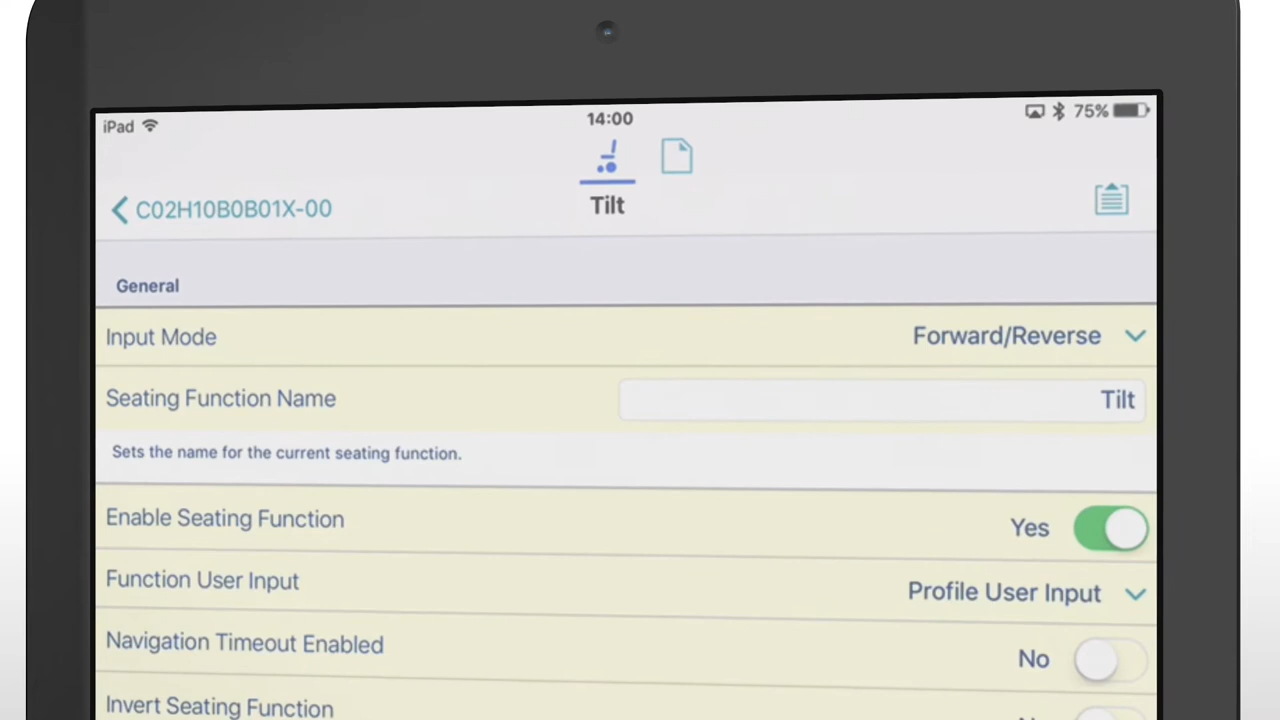 iPad 14:00 75%
C02H10B0B01X-00 Tilt
General
Input Mode Forward/Reverse
Seating Function Name Tilt
Sets the name for the current seating function.
Enable Seating Function Yes
Function User Input Profile User Input
Navigation Timeout Enabled No
Invert Seating Function